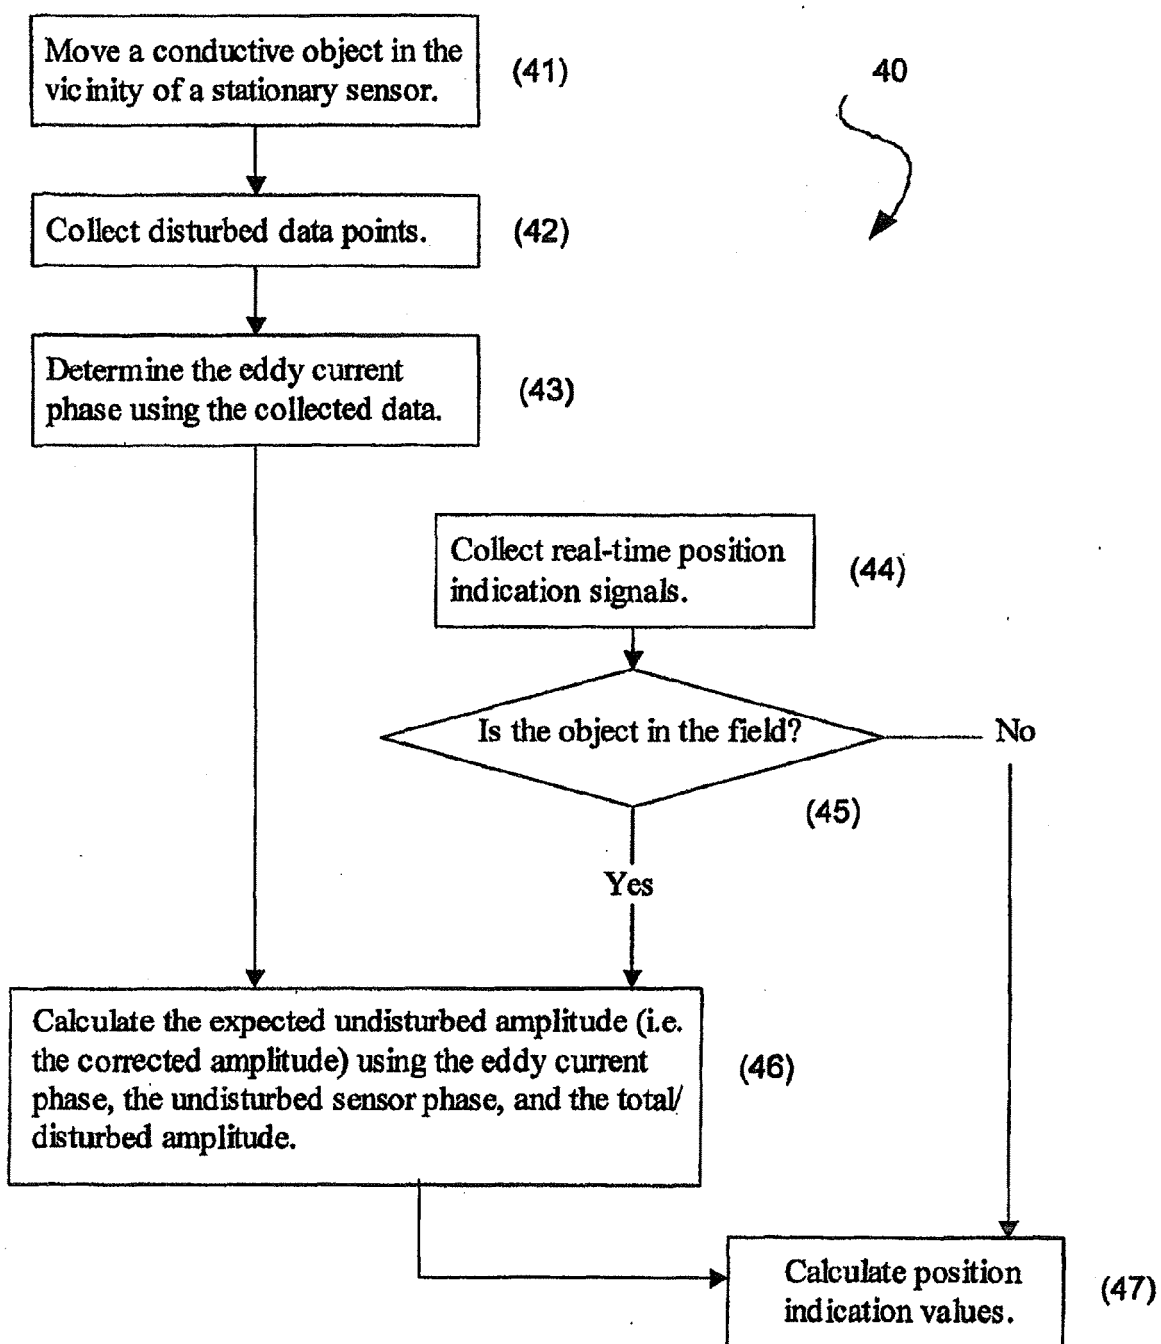 Move a conductive object in the
vicinity of a stationary sensor.
(41)
40
Collect disturbed data points.
(42)
Determine the eddy current
phase using the collected data.
(43)
Collect real-time position
indication signals.
(44)
Is the object in the field?
No
(45)
Yes
Calculate the expected undisturbed amplitude (i.e.
the corrected amplitude) using the eddy current
phase, the undisturbed sensor phase, and the total/
disturbed amplitude.
(46)
Calculate position
indication values.
(47)